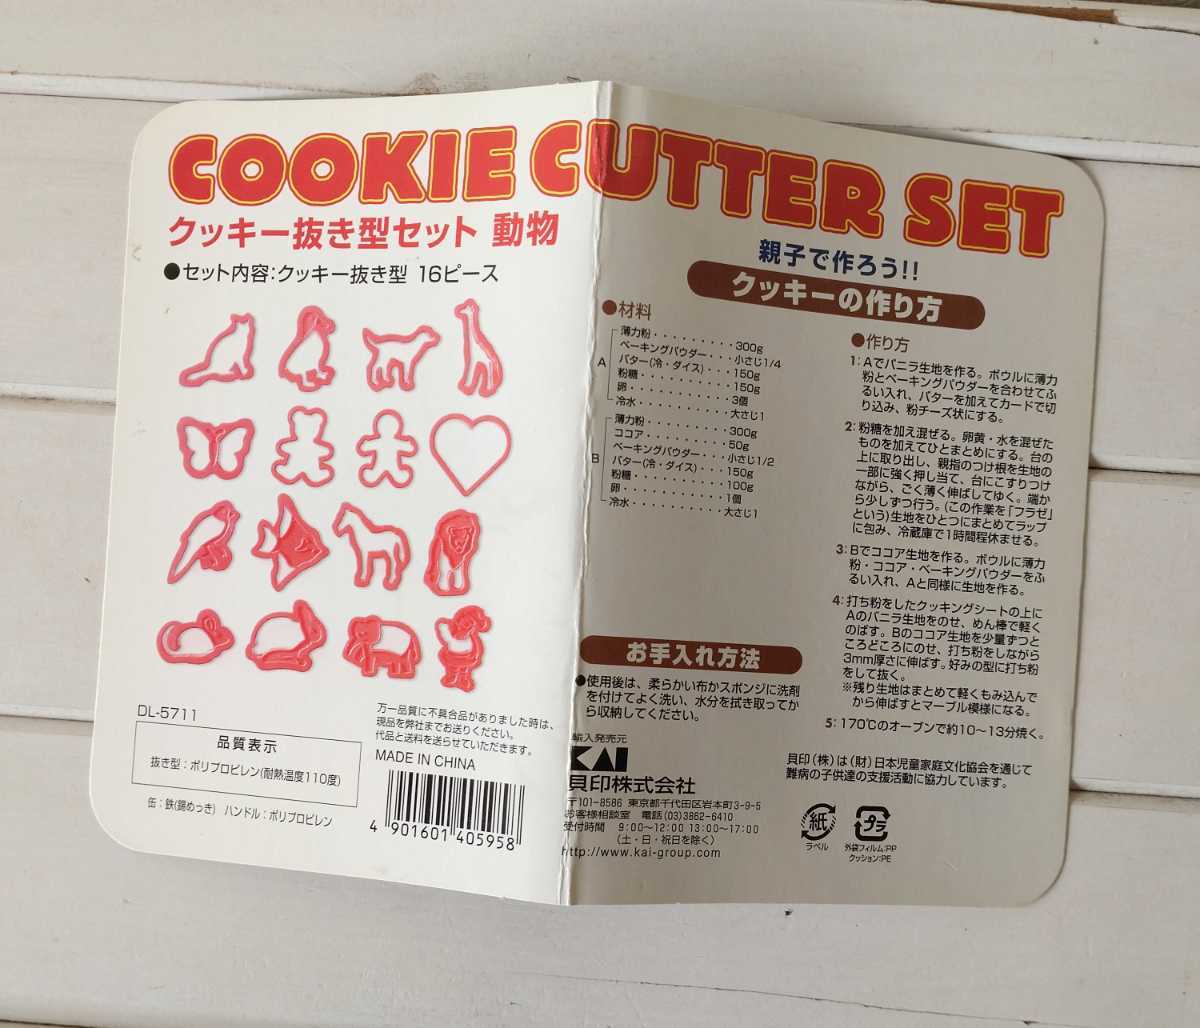 COOKIE CUTTER SET
クッキー抜き型セット 動物
●セット内容:クッキー抜き型 16ピース
DL-5711
品質表示
抜き型:ポリプロピレン(耐熱温度110度)
缶:鉄(錫めっき) ハンドル:ポリプロピレン
万一品質に不具合品がありました時は、
現品を弊社までお送りください。
代品と送料を送らせていただきます。
MADE IN CHINA
4 901601 405958
親子で作ろう!!
クッキーの作り方
●材料
A
薄力粉・・・・・・・・・300g
ベーキングパウダー・・・小さじ1/4
バター(冷・ダイス)・・・150g
粉糖・・・・・・・・・・150g
卵・・・・・・・・・・・3個
冷水・・・・・・・・・・大さじ1
B
薄力粉・・・・・・・・・300g
ココア・・・・・・・・・50g
ベーキングパウダー・・・小さじ1/2
バター(冷・ダイス)・・・150g
粉糖・・・・・・・・・・100g
卵・・・・・・・・・・・1個
冷水・・・・・・・・・・大さじ1
●作り方
1:Aでバニラ生地を作る。ボウルに薄力
粉とベーキングパウダーを合わせてふ
るい入れ、バターを加えてカードで切
り込み、粉チーズ状にする。
2:粉糖を加え混ぜる。卵黄・水を混ぜた
ものを加えてひとまとめにする。台の
上に取り出し、親指のつけ根を生地の
一部に強く押し当て、台にこすりつけ
ながら、ごく薄く伸ばしてゆく。端か
ら少しずつ行う。(この作業を「フラゼ」
という)生地をひとつにまとめてラップ
に包み、冷蔵庫で1時間程休ませる。
3:Bでココア生地を作る。ボウルに薄力
粉・ココア・ベーキングパウダーをふ
るい入れ、Aと同様に生地を作る。
4:打ち粉をしたクッキングシートの上に
Aのバニラ生地をのせ、めん棒で軽く
のばす。Bのココア生地を少量ずつと
ころどころにのせ、打ち粉をしながら
3mm厚さに伸ばす。好みの型に打ち粉
をして抜く。
※残り生地はまとめて軽くもみ込んで
から伸ばすとマーブル模様になる。
5:170℃のオーブンで約10~13分焼く。
お手入れ方法
●使用後は、柔らかい布かスポンジに洗剤
を付けてよく洗い、水分を拭き取ってか
ら収納してください。
輸入発売元
KAI
貝印株式会社
〒101-8586 東京都千代田区岩本町3-9-5
お客様相談室 電話(03)3862-6410
受付時間 9:00~12:00 13:00~17:00
(土・日・祝日を除く)
http://www.kai-group.com
貝印(株)は(財)日本児童家庭文化協会を通じて
難病の子供達の支援活動に協力しています。
紙
ラベル
プラ
外袋フィルム:PP
クッション:PE